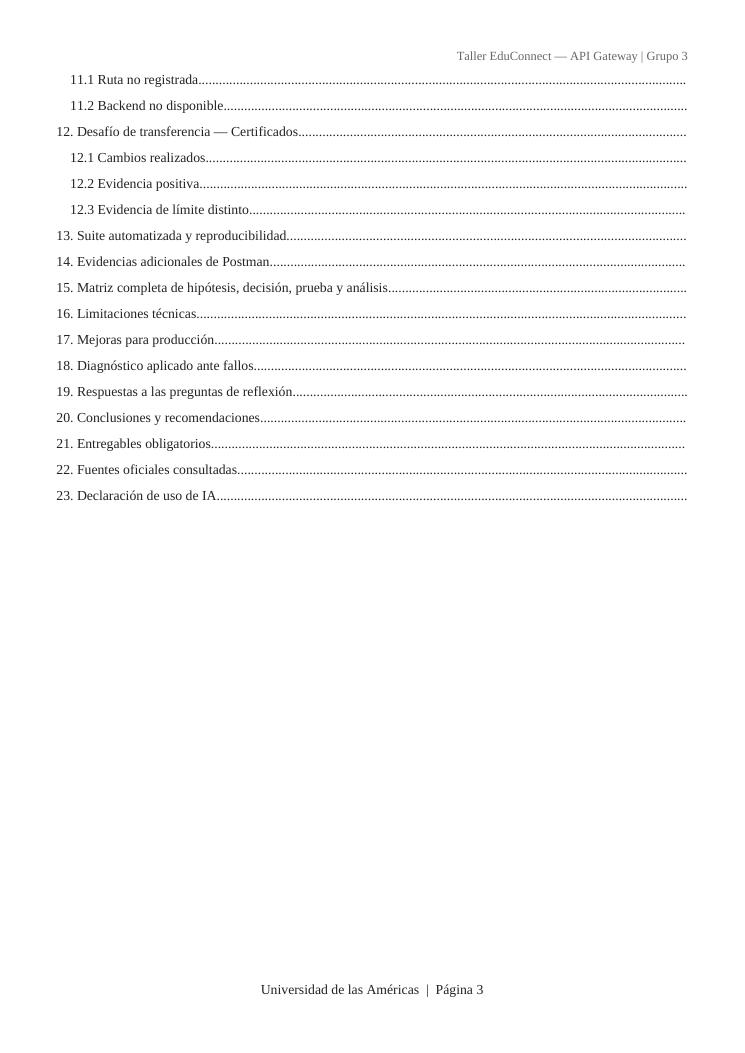 Taller EduConnect — API Gateway | Grupo 3
11.1 Ruta no registrada................................................................................................................................................
11.2 Backend no disponible.........................................................................................................................................
12. Desafío de transferencia — Certificados..................................................................................................................
12.1 Cambios realizados..............................................................................................................................................
12.2 Evidencia positiva................................................................................................................................................
12.3 Evidencia de límite distinto.................................................................................................................................
13. Suite automatizada y reproducibilidad.....................................................................................................................
14. Evidencias adicionales de Postman..........................................................................................................................
15. Matriz completa de hipótesis, decisión, prueba y análisis........................................................................................
16. Limitaciones técnicas................................................................................................................................................
17. Mejoras para producción..........................................................................................................................................
18. Diagnóstico aplicado ante fallos...............................................................................................................................
19. Respuestas a las preguntas de reflexión....................................................................................................................
20. Conclusiones y recomendaciones.............................................................................................................................
21. Entregables obligatorios...........................................................................................................................................
22. Fuentes oficiales consultadas....................................................................................................................................
23. Declaración de uso de IA..........................................................................................................................................
Universidad de las Américas | Página 3